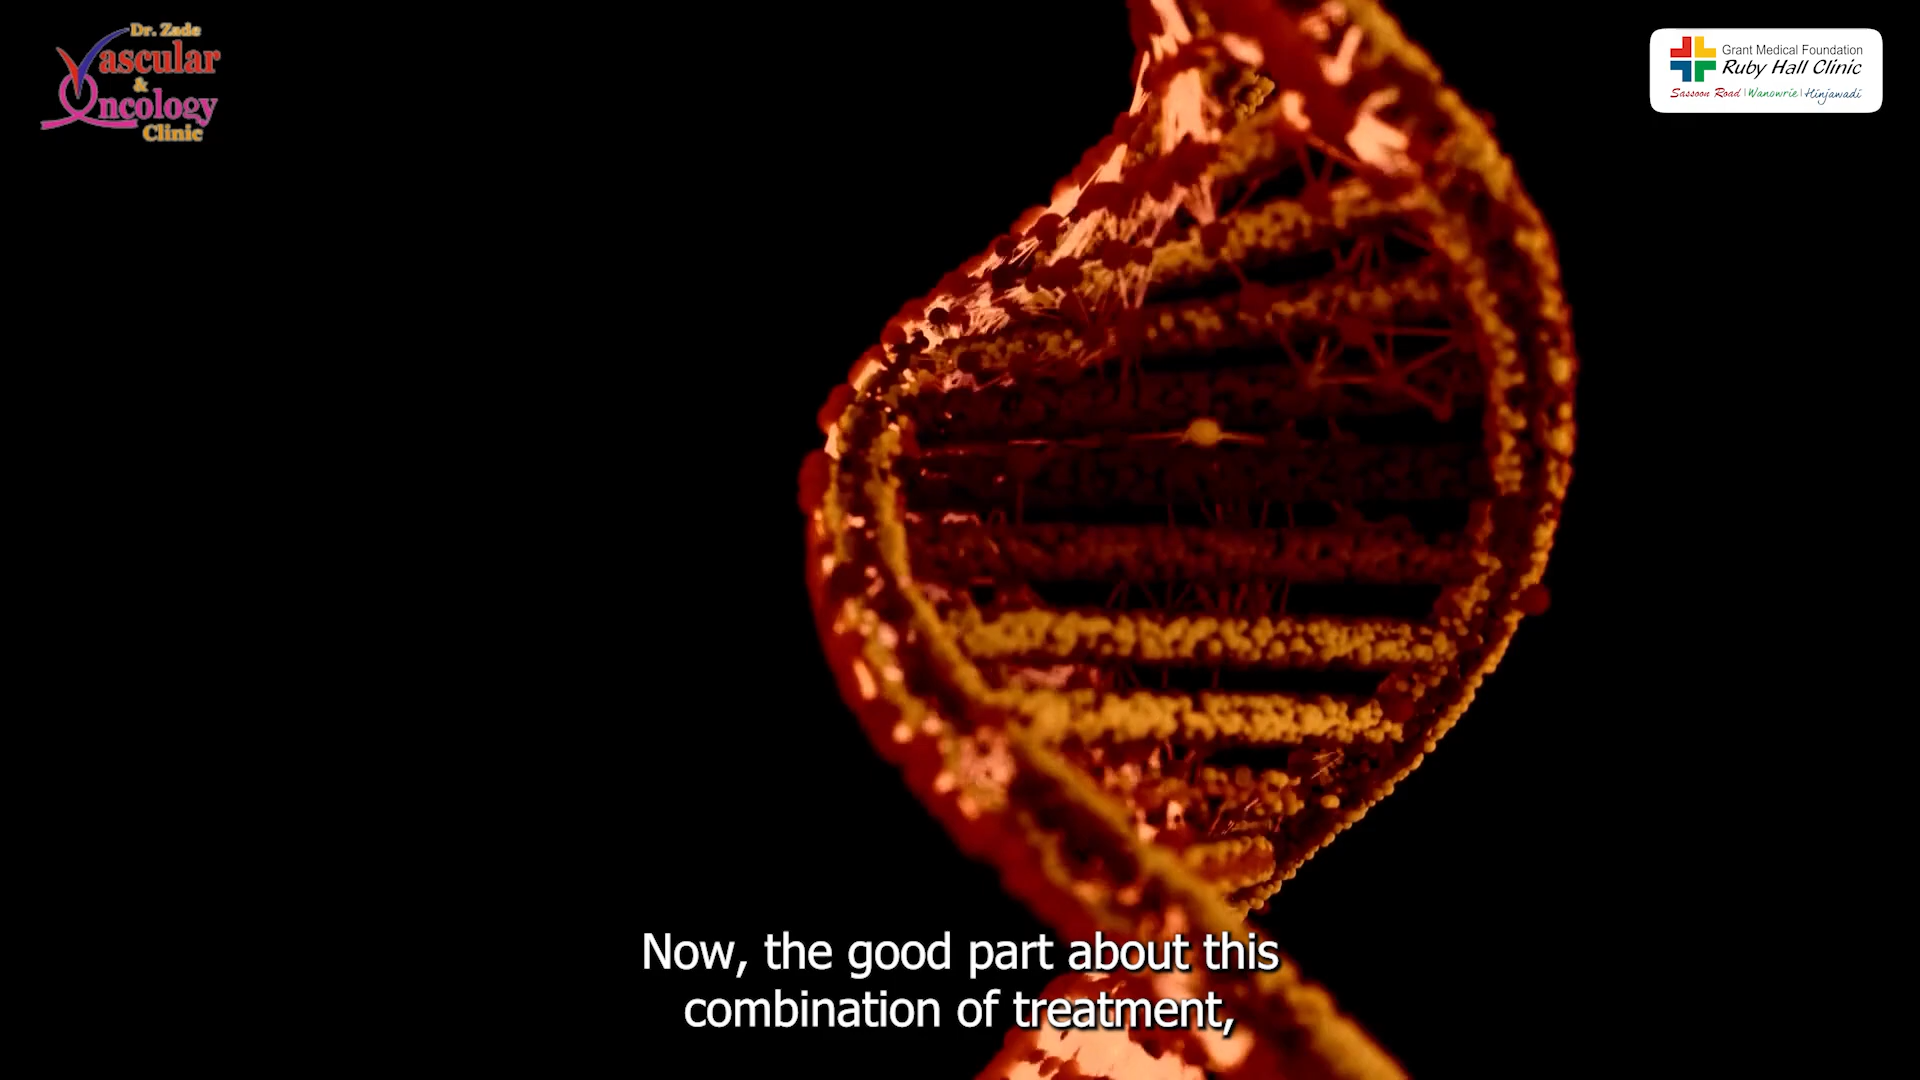 Dr. Zade
Vascular
&
Oncology
Clinic
Grant Medical Foundation
Ruby Hall Clinic
Sassoon Road | Wanowrie | Hinjawadi
Now, the good part about this
combination of treatment,